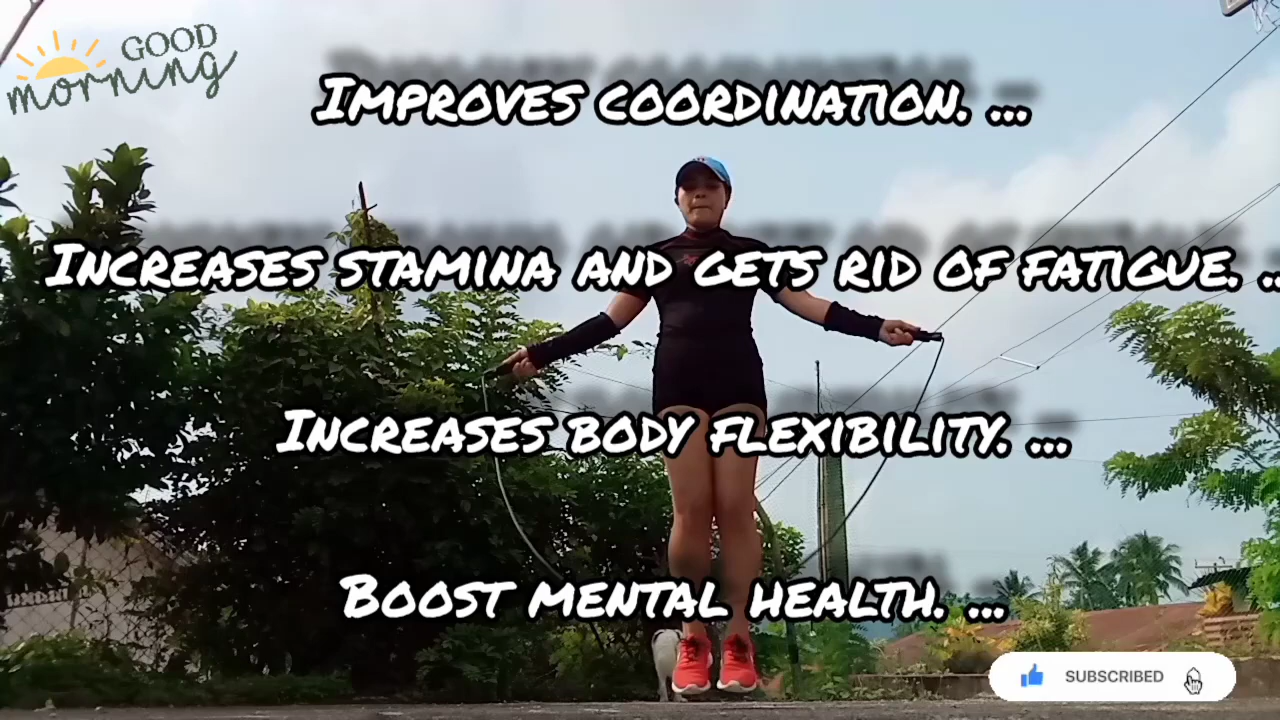 GOOD
morning
IMPROVES COORDINATION. ...
INCREASES STAMINA AND GETS RID OF FATIGUE. ..
INCREASES BODY FLEXIBILITY. ...
BOOST MENTAL HEALTH. ...
SUBSCRIBED